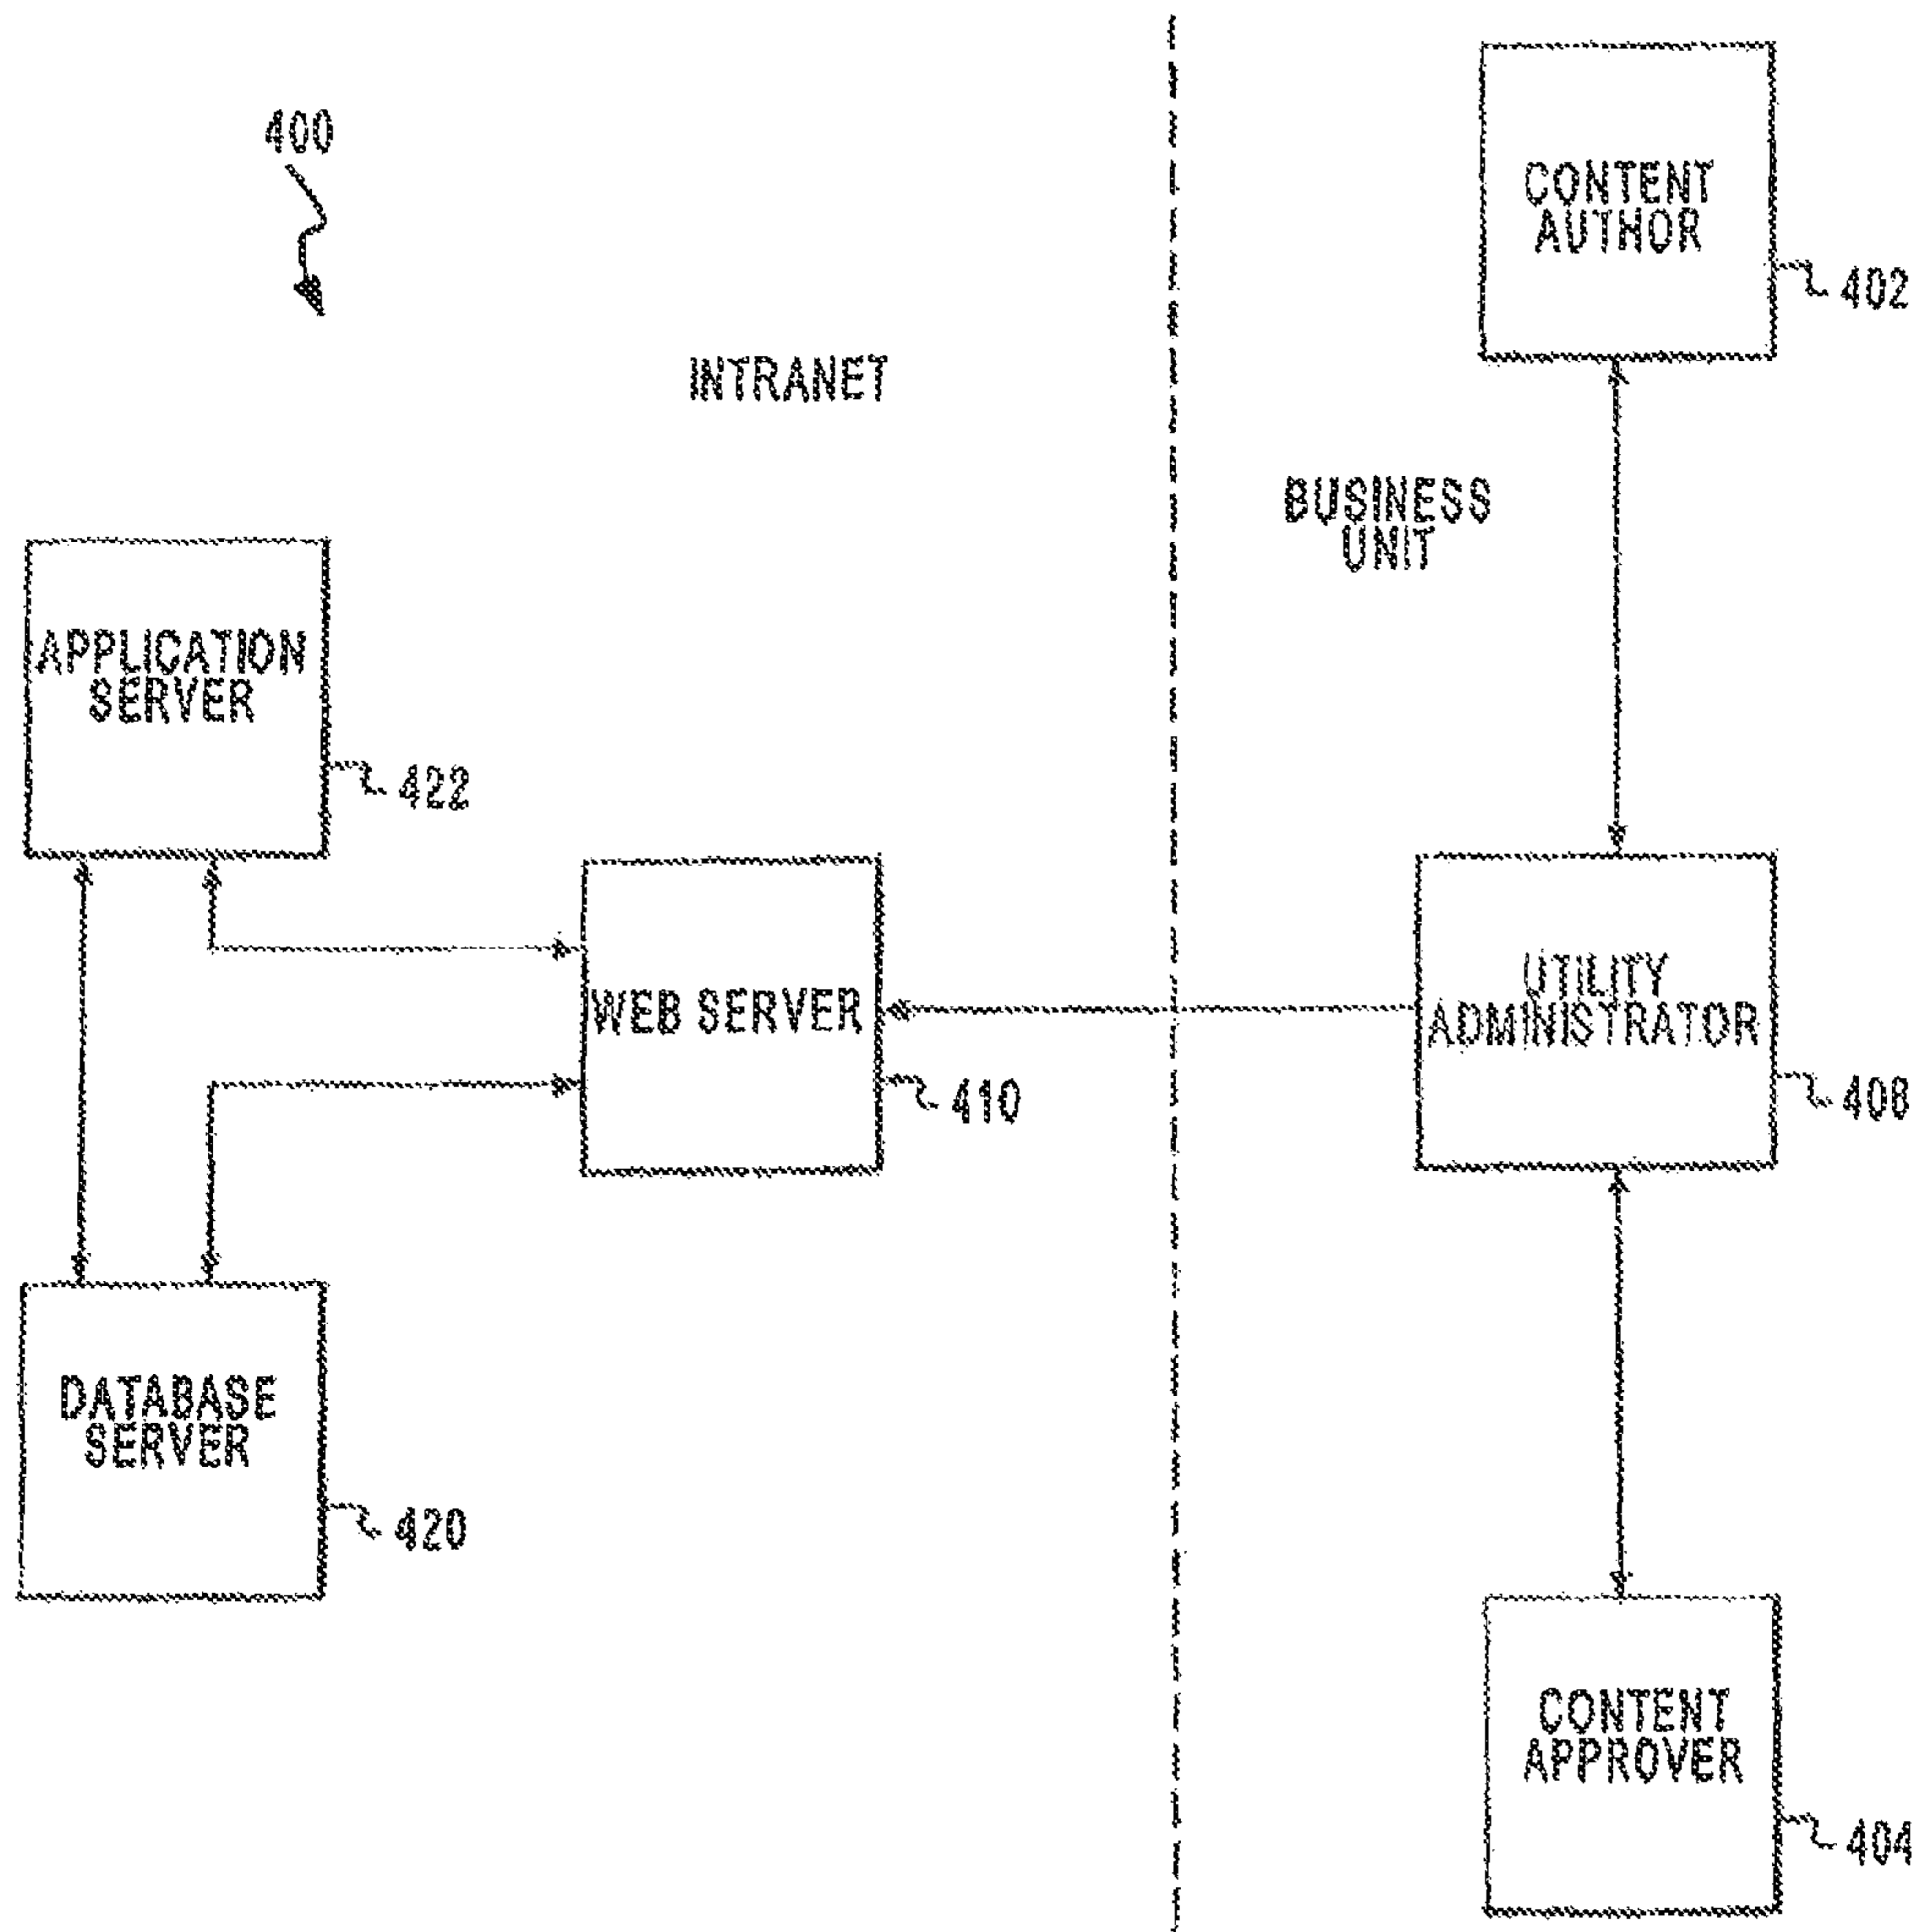 400
INTRANET
CONTENT
AUTHOR
402
BUSINESS
UNIT
APPLICATION
SERVER
422
WEB SERVER
410
UTILITY
ADMINISTRATOR
408
DATABASE
SERVER
420
CONTENT
APPROVER
404